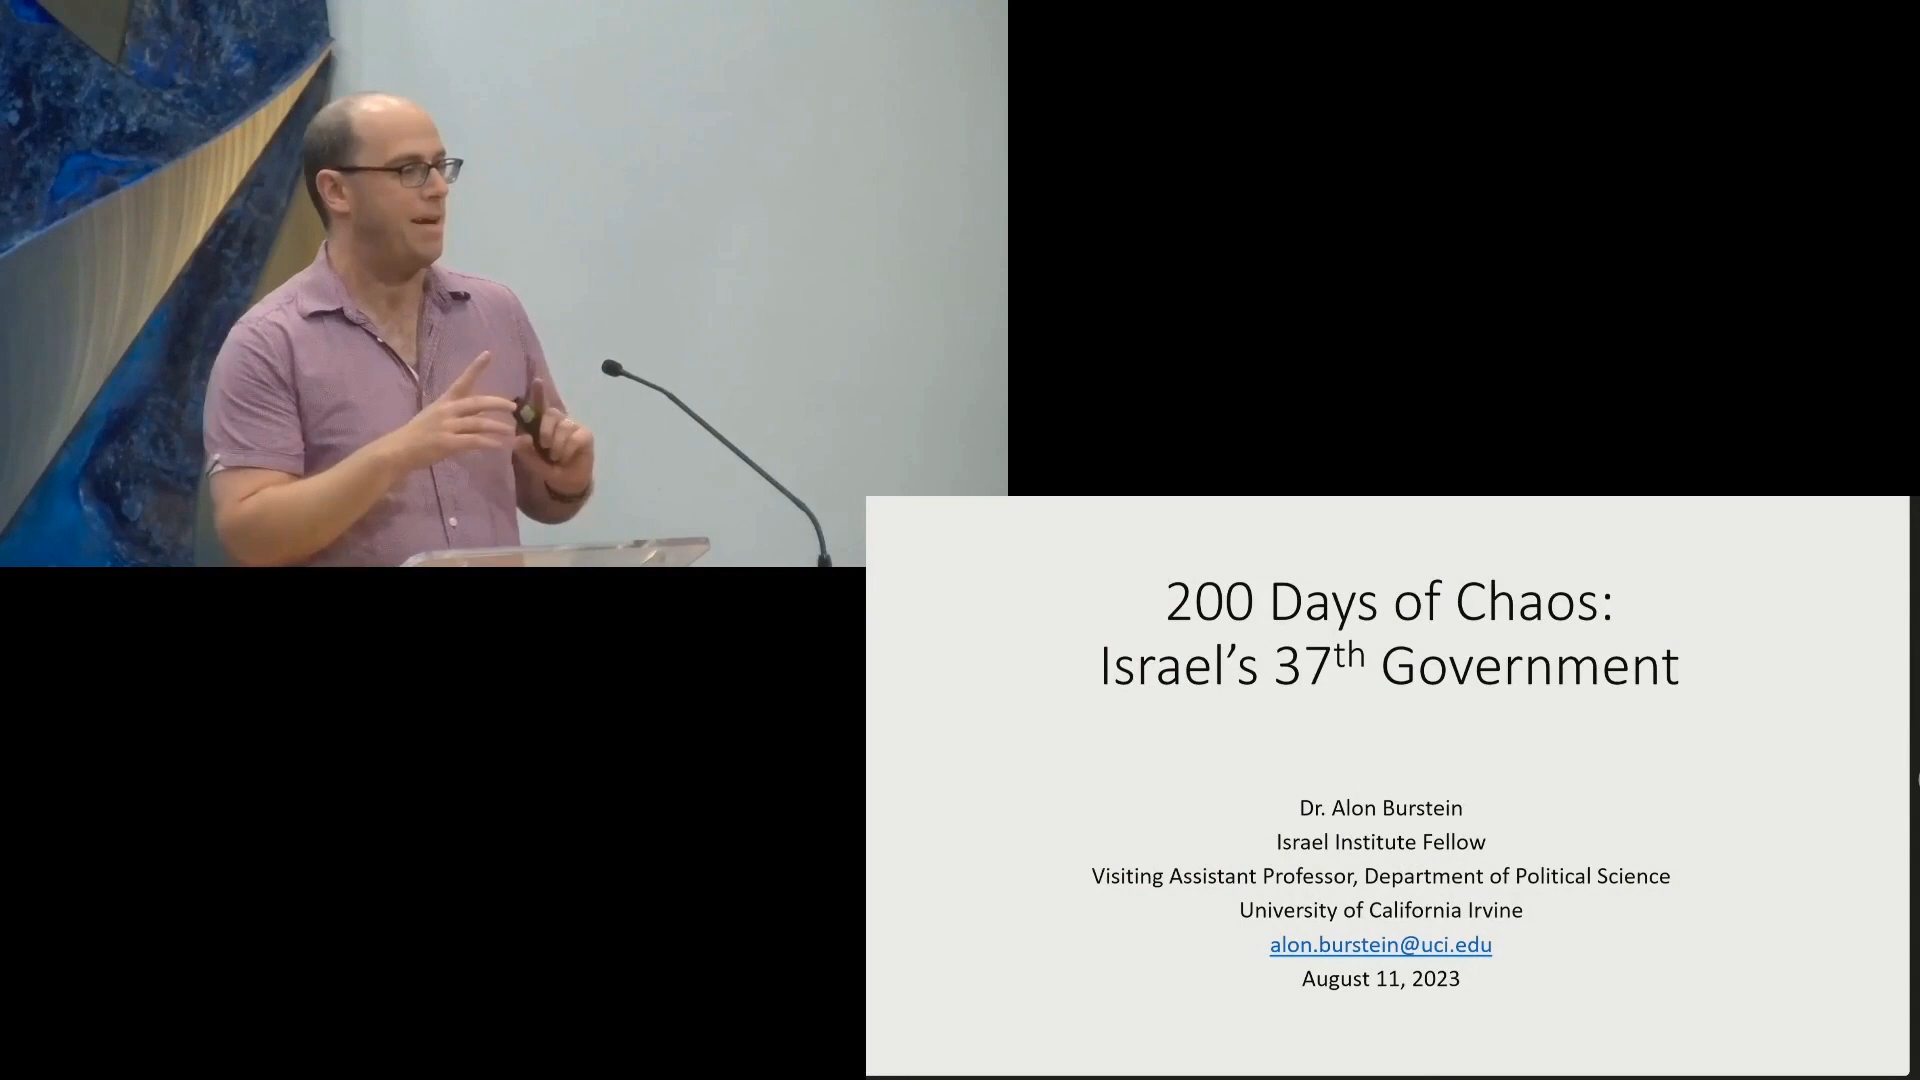 200 Days of Chaos:
Israel’s 37th Government
Dr. Alon Burstein
Israel Institute Fellow
Visiting Assistant Professor, Department of Political Science
University of California Irvine
alon.burstein@uci.edu
August 11, 2023